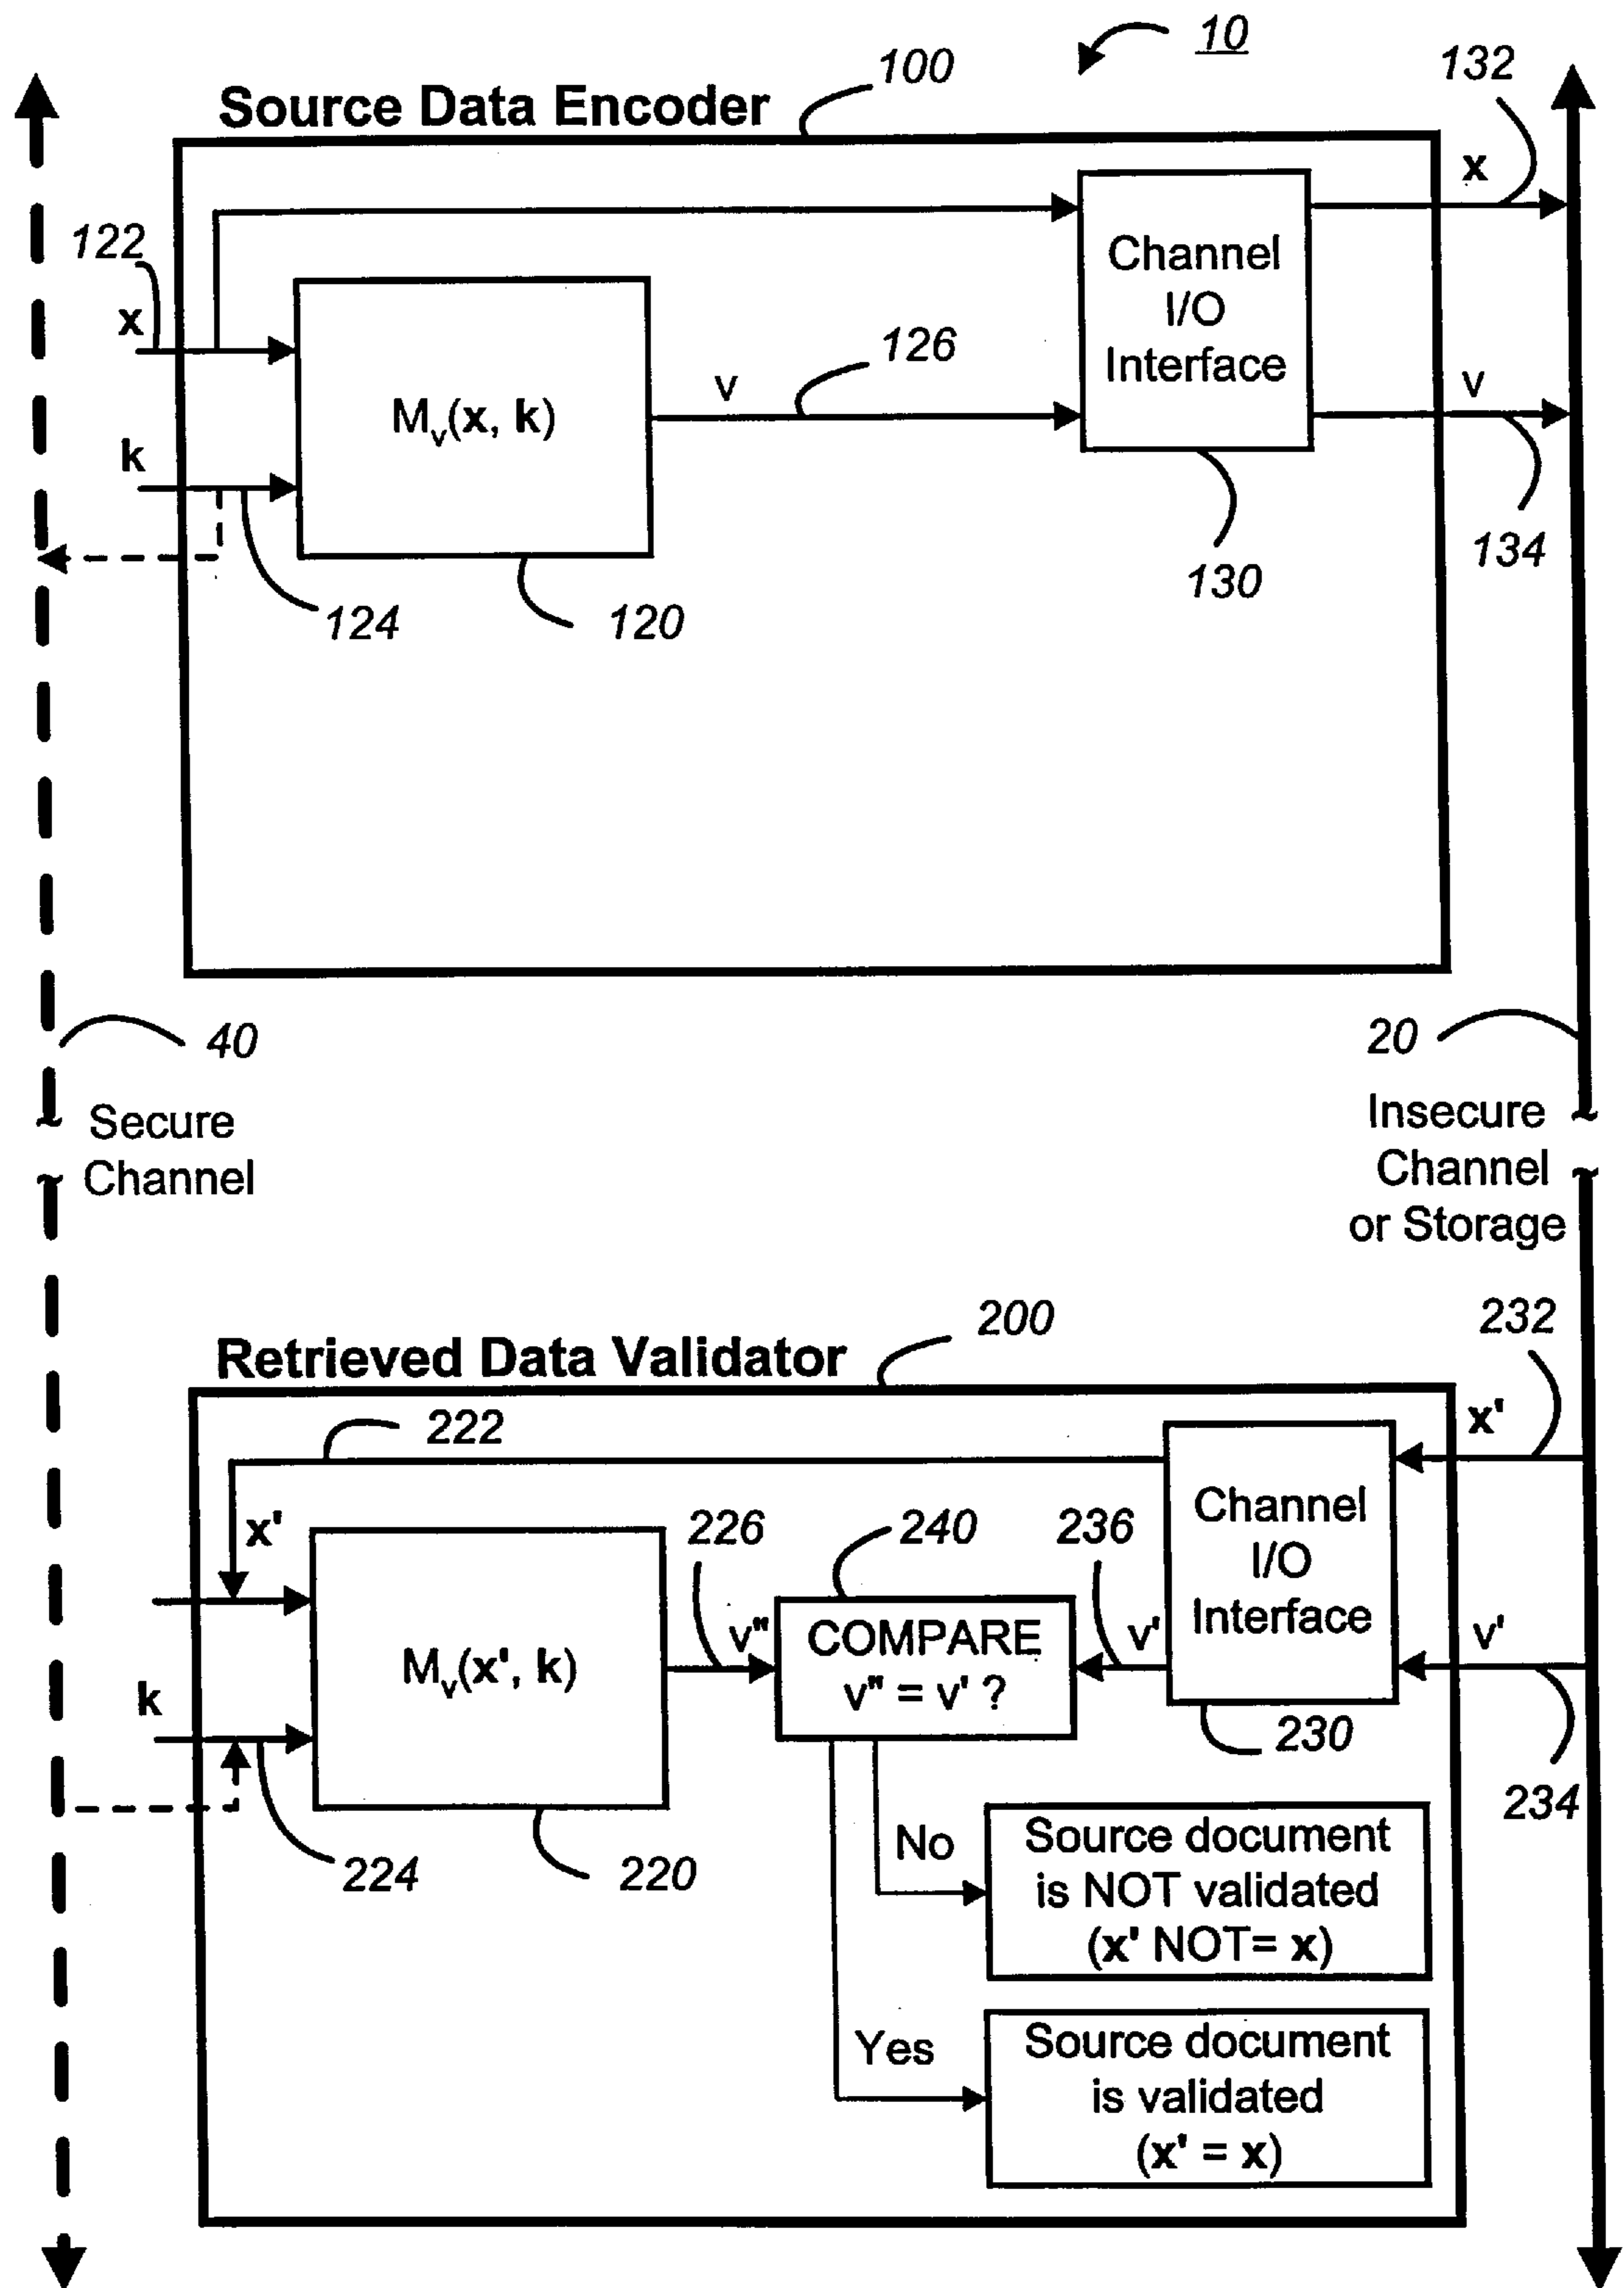 10
132
100
Source Data Encoder
x
122
Channel
I/O
Interface
x
126
v
v
Mv(x, k)
k
134
130
124
120
40
20
Secure
Channel
Insecure
Channel
or Storage
200
232
Retrieved Data Validator
x'
222
Channel
I/O
Interface
x'
226
240
236
v"
COMPARE
v" = v' ?
v'
v'
Mv(x', k)
k
230
234
224
220
No
Source document
is NOT validated
(x' NOT= x)
Yes
Source document
is validated
(x' = x)